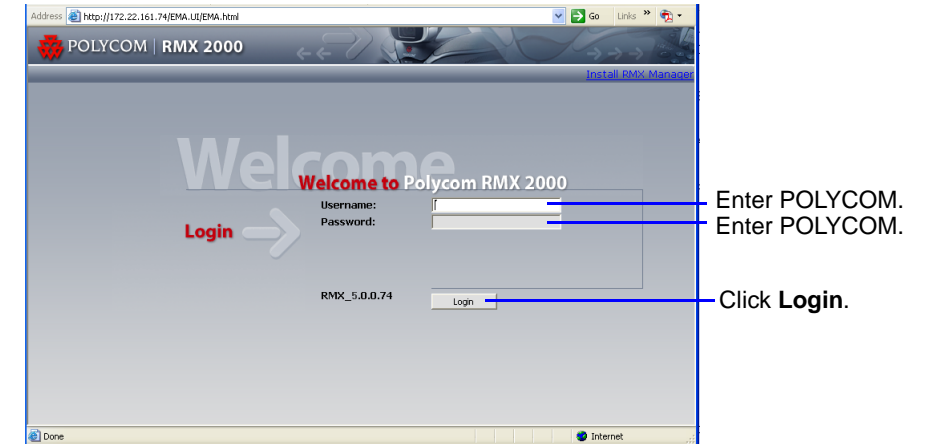 Address http://172.22.161.74/EMA.UI/EMA.html Go Links »
POLYCOM | RMX 2000
Install RMX Manager
Welcome
Welcome to Polycom RMX 2000
Username:
Enter POLYCOM.
Password:
Enter POLYCOM.
Login
RMX_5.0.0.74
Login
Click Login.
Done
Internet